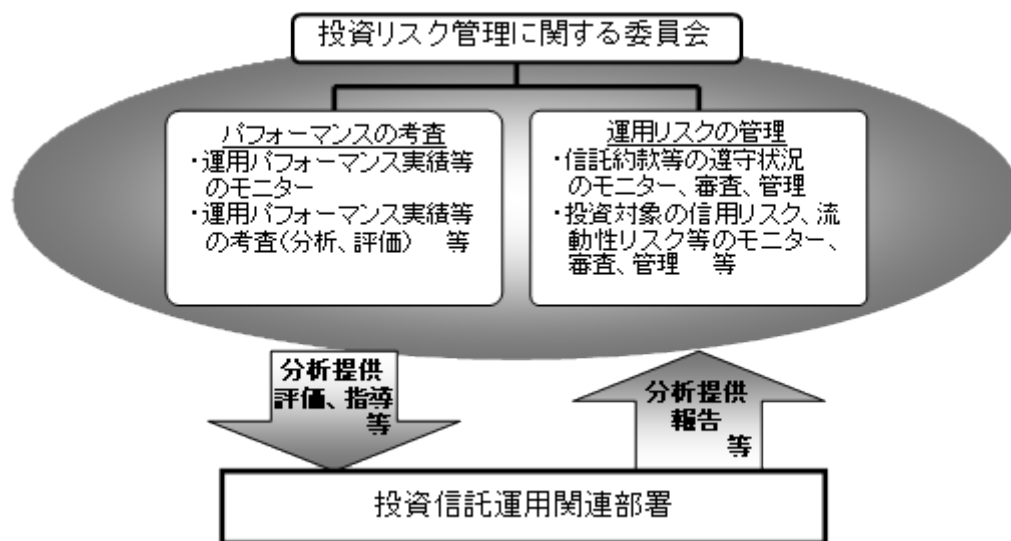 投資リスク管理に関する委員会
パフォーマンスの考査
・運用パフォーマンス実績等
のモニター
・運用パフォーマンス実績等
の考査(分析、評価) 等
運用リスクの管理
・信託約款等の遵守状況
のモニター、審査、管理
・投資対象の信用リスク、流
動性リスク等のモニター、
審査、管理 等
分析提供
評価、指導
等
分析提供
報告
等
投資信託運用関連部署